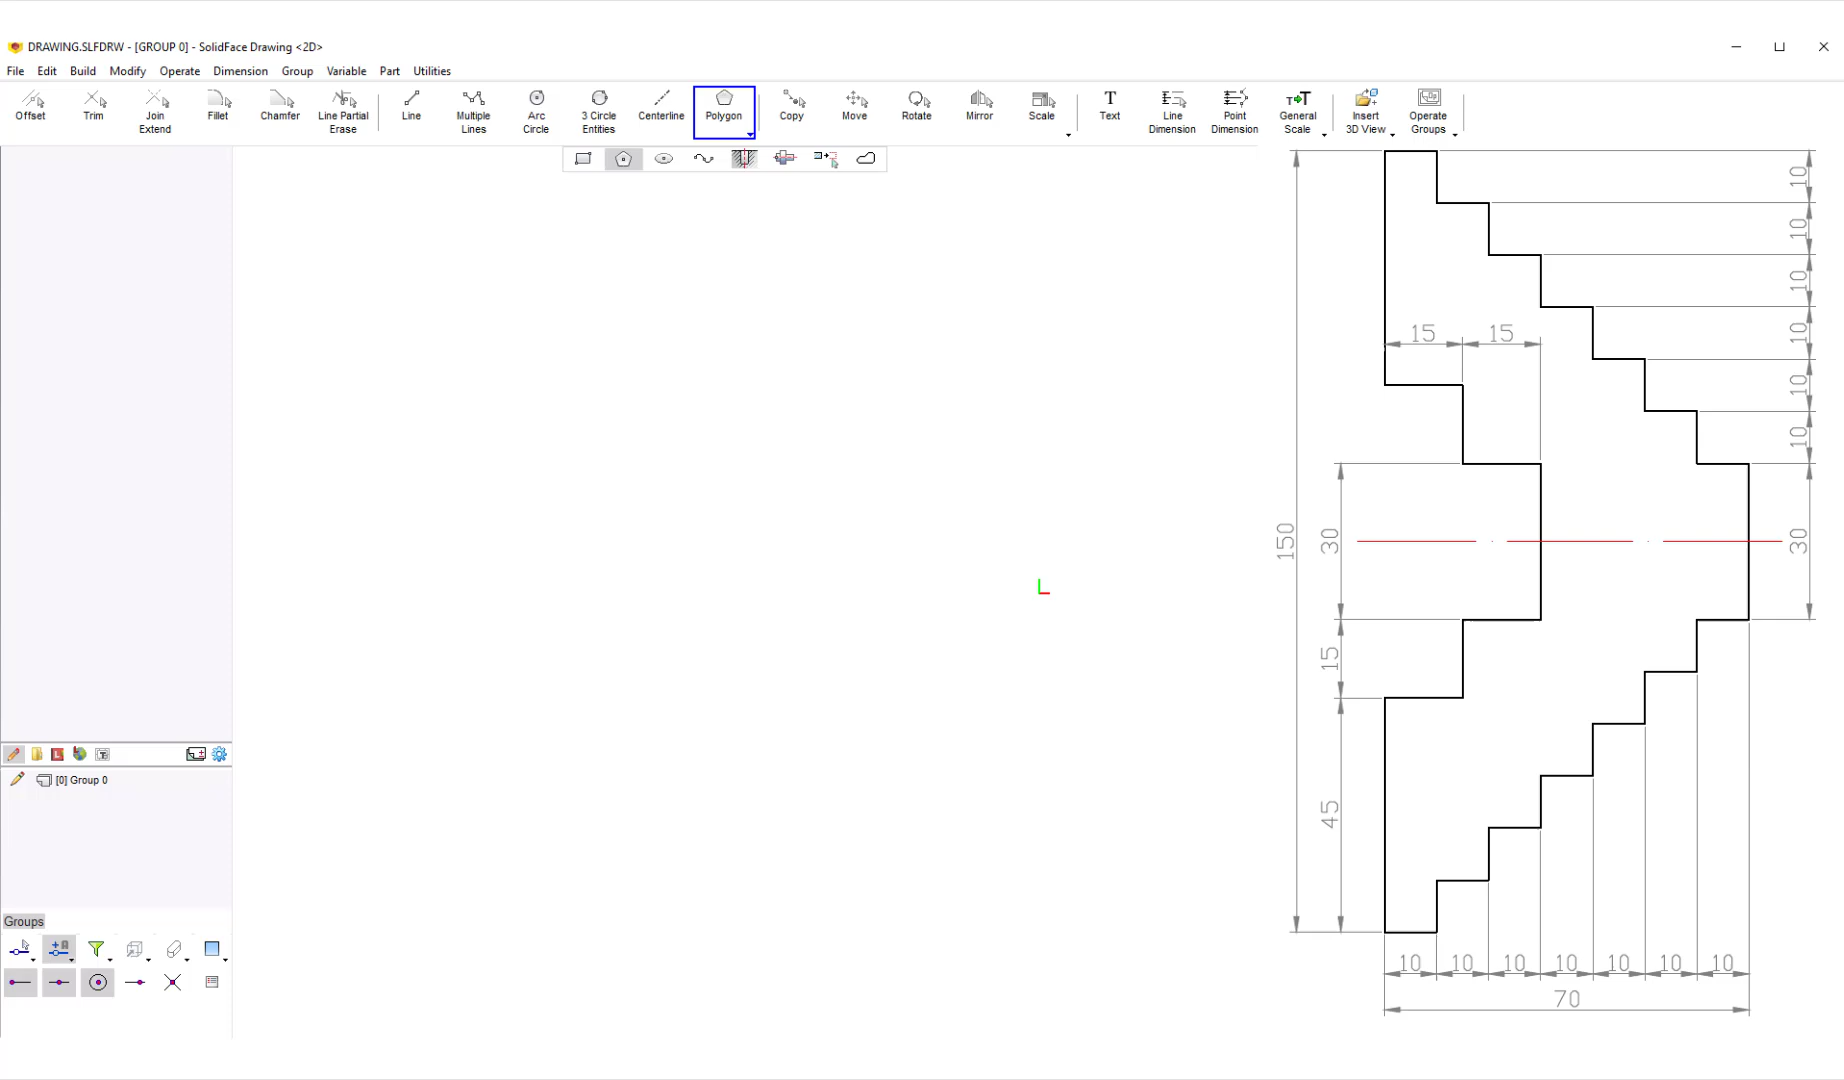 DRAWING.SLFDRW - [GROUP 0] - SolidFace Drawing <2D>
File Edit Build Modify Operate Dimension Group Variable Part Utilities
Offset
Trim
Join
Extend
Fillet
Chamfer
Line Partial
Erase
Line
Multiple
Lines
Arc
Circle
3 Circle
Entities
Centerline
Polygon
Copy
Move
Rotate
Mirror
Scale
Text
Line
Dimension
Point
Dimension
General
Scale
Insert
3D View
Operate
Groups
10
10
10
10
10
10
15 15
150
30
30
15
45
10 10 10 10 10 10 10
70
[0] Group 0
Groups